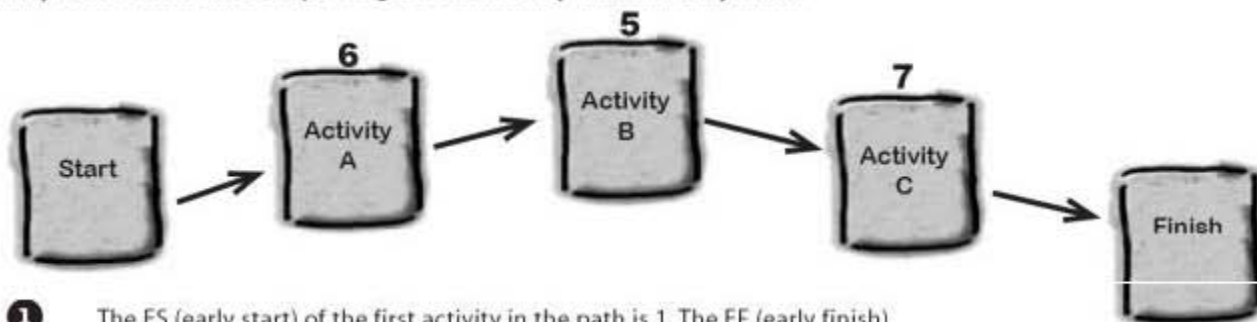 6
5
7
Start
Activity
A
Activity
B
Activity
C
Finish
1 The ES (early start) of the first activity in the path is 1. The EF (early finish)